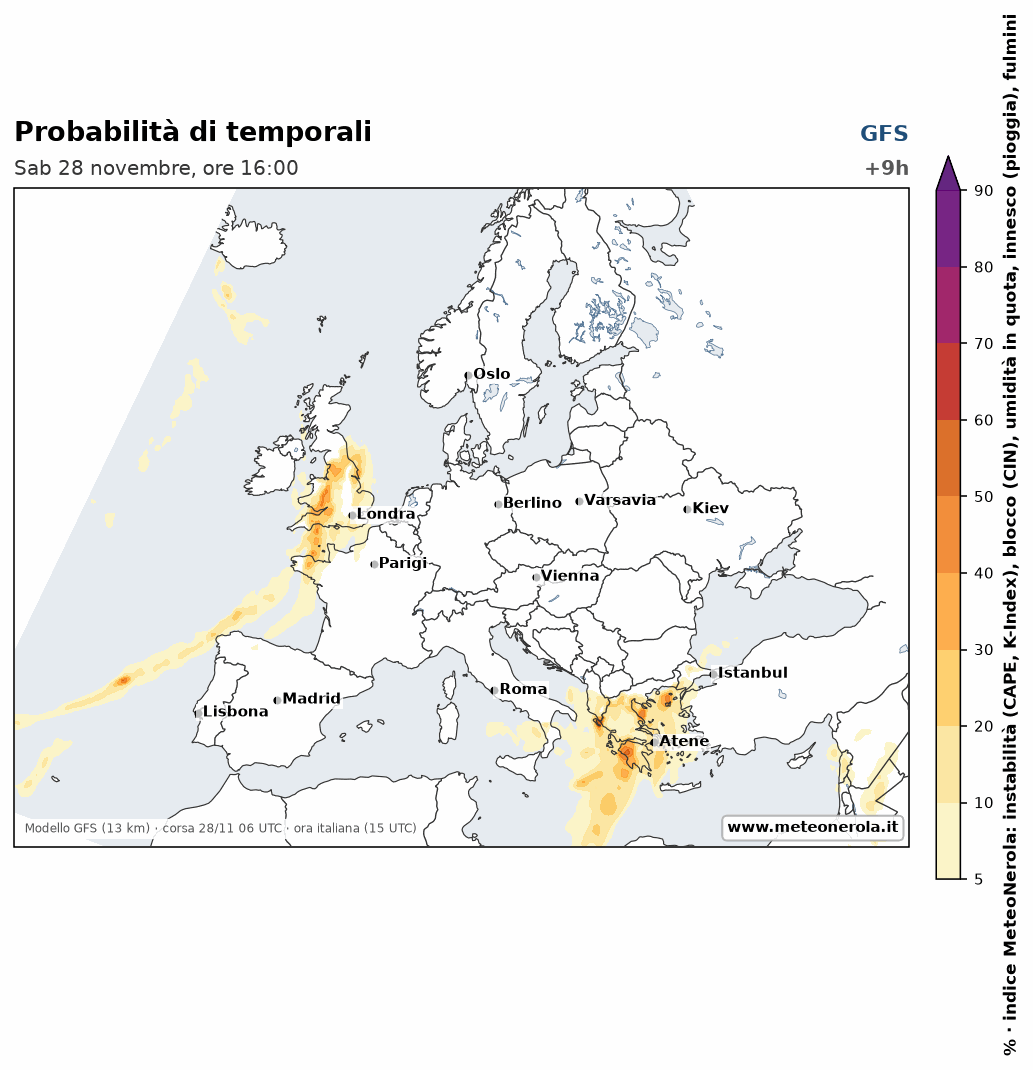 Probabilità di temporali
GFS
Sab 28 novembre, ore 16:00
+9h
Oslo
Berlino
Varsavia
Kiev
Londra
Parigi
Vienna
Istanbul
Roma
Madrid
Lisbona
Atene
Modello GFS (13 km) · corsa 28/11 06 UTC · ora italiana (15 UTC)
www.meteonerola.it
90
80
70
60
50
40
30
20
10
5
% · indice MeteoNerola: instabilità (CAPE, K-Index), blocco (CIN), umidità in quota, innesco (pioggia), fulmini